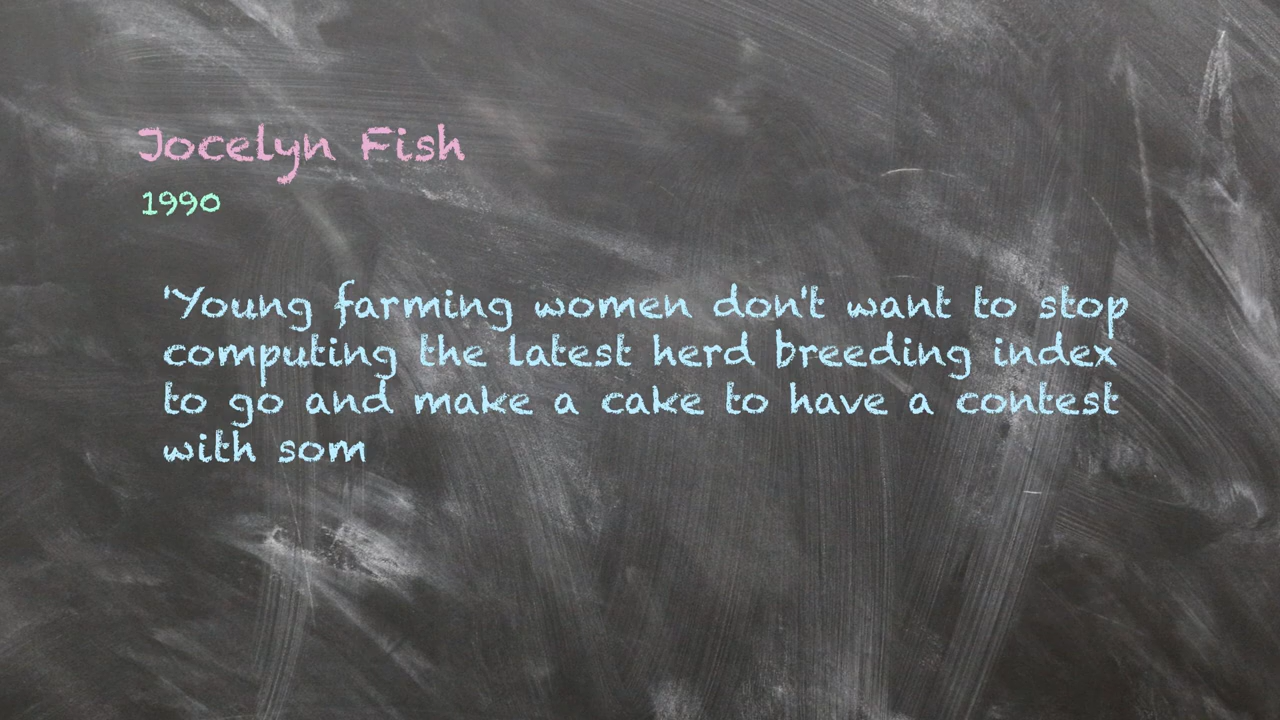 Jocelyn Fish
1990
'Young farming women don't want to stop
computing the latest herd breeding index
to go and make a cake to have a contest
with som